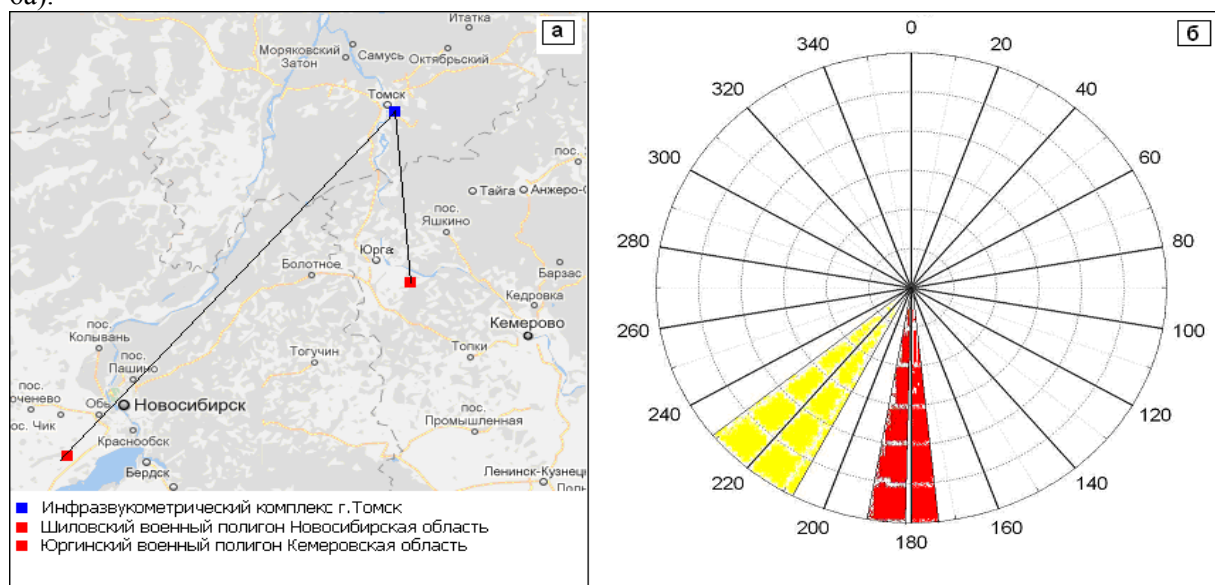 6а).
а
Итатка
Моряковский
Затон
Самусь
Октябрьский
Томск
пос.
Тайга
Анжеро-С
пос.
Яшкино
Юрга
Болотное
Барзас
Кедровка
Кемерово
пос.
Колывань
пос.
Пашино
Тогучин
Топки
пос.
оченево
Обь
Новосибирск
ос. Чик
Краснообск
Бердск
пос.
Промышленная
Ленинск-Кузнец
Инфразвукометрический комплекс г.Томск
Шиловский военный полигон Новосибирская область
Юргинский военный полигон Кемеровская область
б
0
20
40
60
80
100
120
140
160
180
200
220
240
260
280
300
320
340